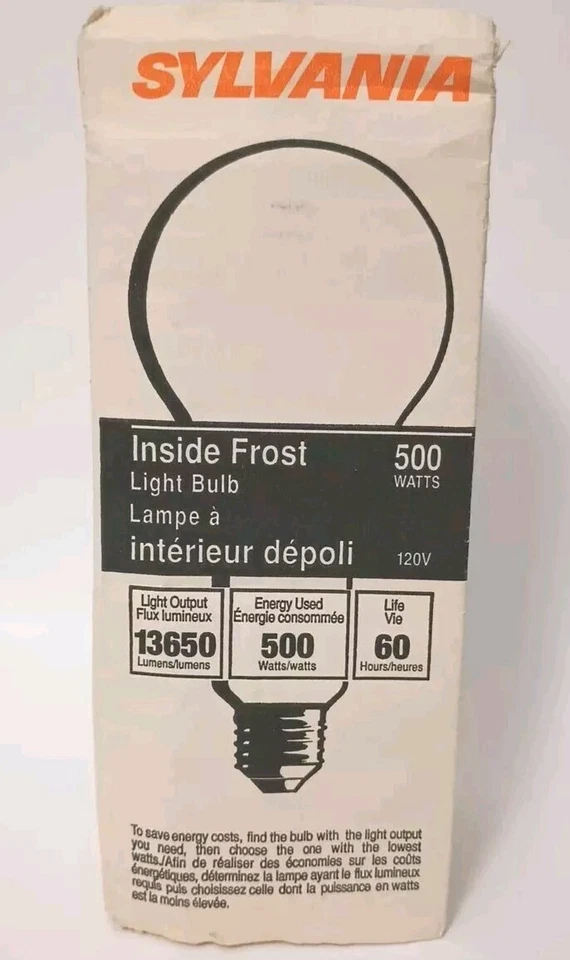 SYLVANIA
Inside Frost 500
Light Bulb WATTS
Lampe à
intérieur dépoli 120V
Light Output Energy Used Life
Flux lumineux Énergie consommée Vie
13650 500 60
Lumens/lumens Watts/watts Hours/heures
To save energy costs, find the bulb with the light output
you need, then choose the one with the lowest
watts./Afin de réaliser des économies sur les coûts
énergétiques, déterminez la lampe ayant le flux lumineux
requis puis choisissez celle dont la puissance en watts
est la moins élevée.